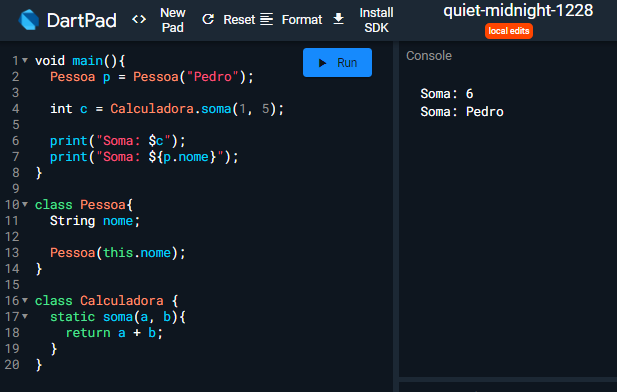 DartPad
<> New Pad
Reset
Format
Install SDK
quiet-midnight-1228
local edits
Run
1 void main(){
2   Pessoa p = Pessoa("Pedro");
3
4   int c = Calculadora.soma(1, 5);
5
6   print("Soma: $c");
7   print("Soma: ${p.nome}");
8 }
9
10 class Pessoa{
11   String nome;
12
13   Pessoa(this.nome);
14 }
15
16 class Calculadora {
17   static soma(a, b){
18     return a + b;
19   }
20 }
Console
Soma: 6
Soma: Pedro